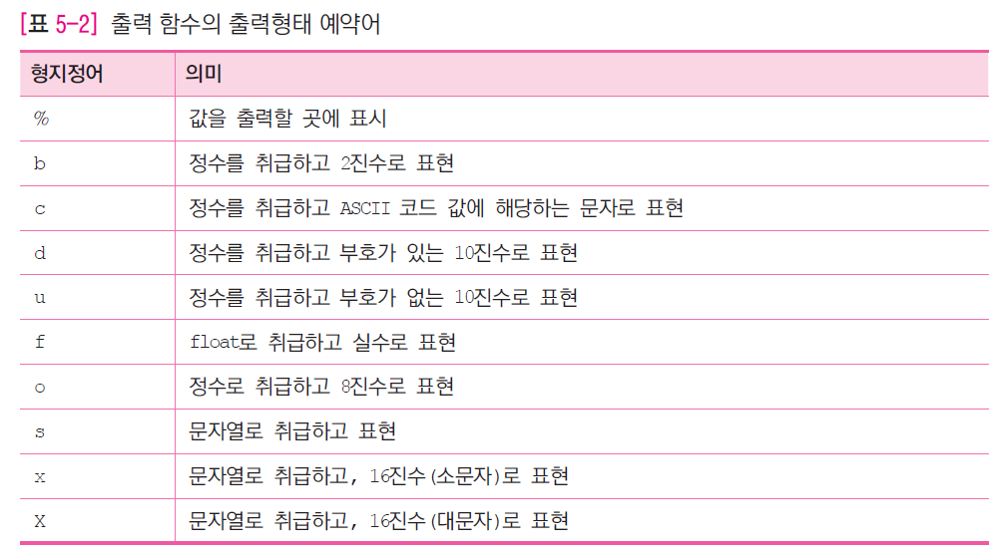 [표 5-2] 출력 함수의 출력형태 예약어
형지정어 의미
% 값을 출력할 곳에 표시
b 정수를 취급하고 2진수로 표현
c 정수를 취급하고 ASCII 코드 값에 해당하는 문자로 표현
d 정수를 취급하고 부호가 있는 10진수로 표현
u 정수를 취급하고 부호가 없는 10진수로 표현
f float로 취급하고 실수로 표현
o 정수로 취급하고 8진수로 표현
s 문자열로 취급하고 표현
x 문자열로 취급하고, 16진수(소문자)로 표현
X 문자열로 취급하고, 16진수(대문자)로 표현